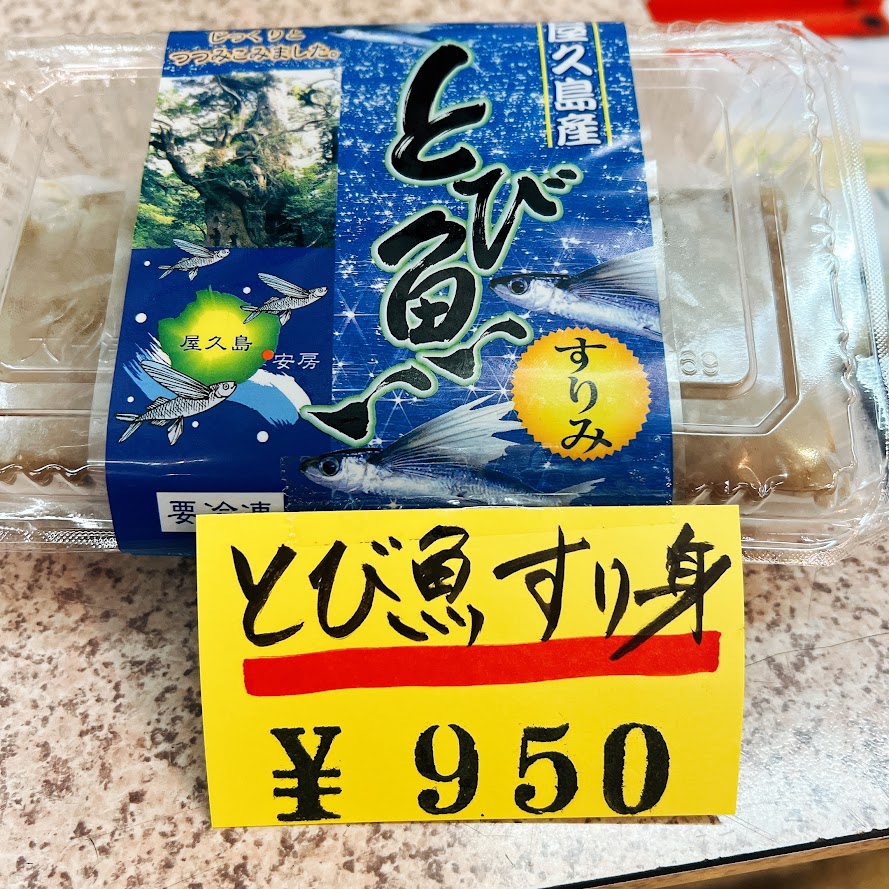 じっくりと
つつみこみました。
屋久島産
とび魚
すりみ
屋久島
安房
要冷凍
とび魚すり身
¥950